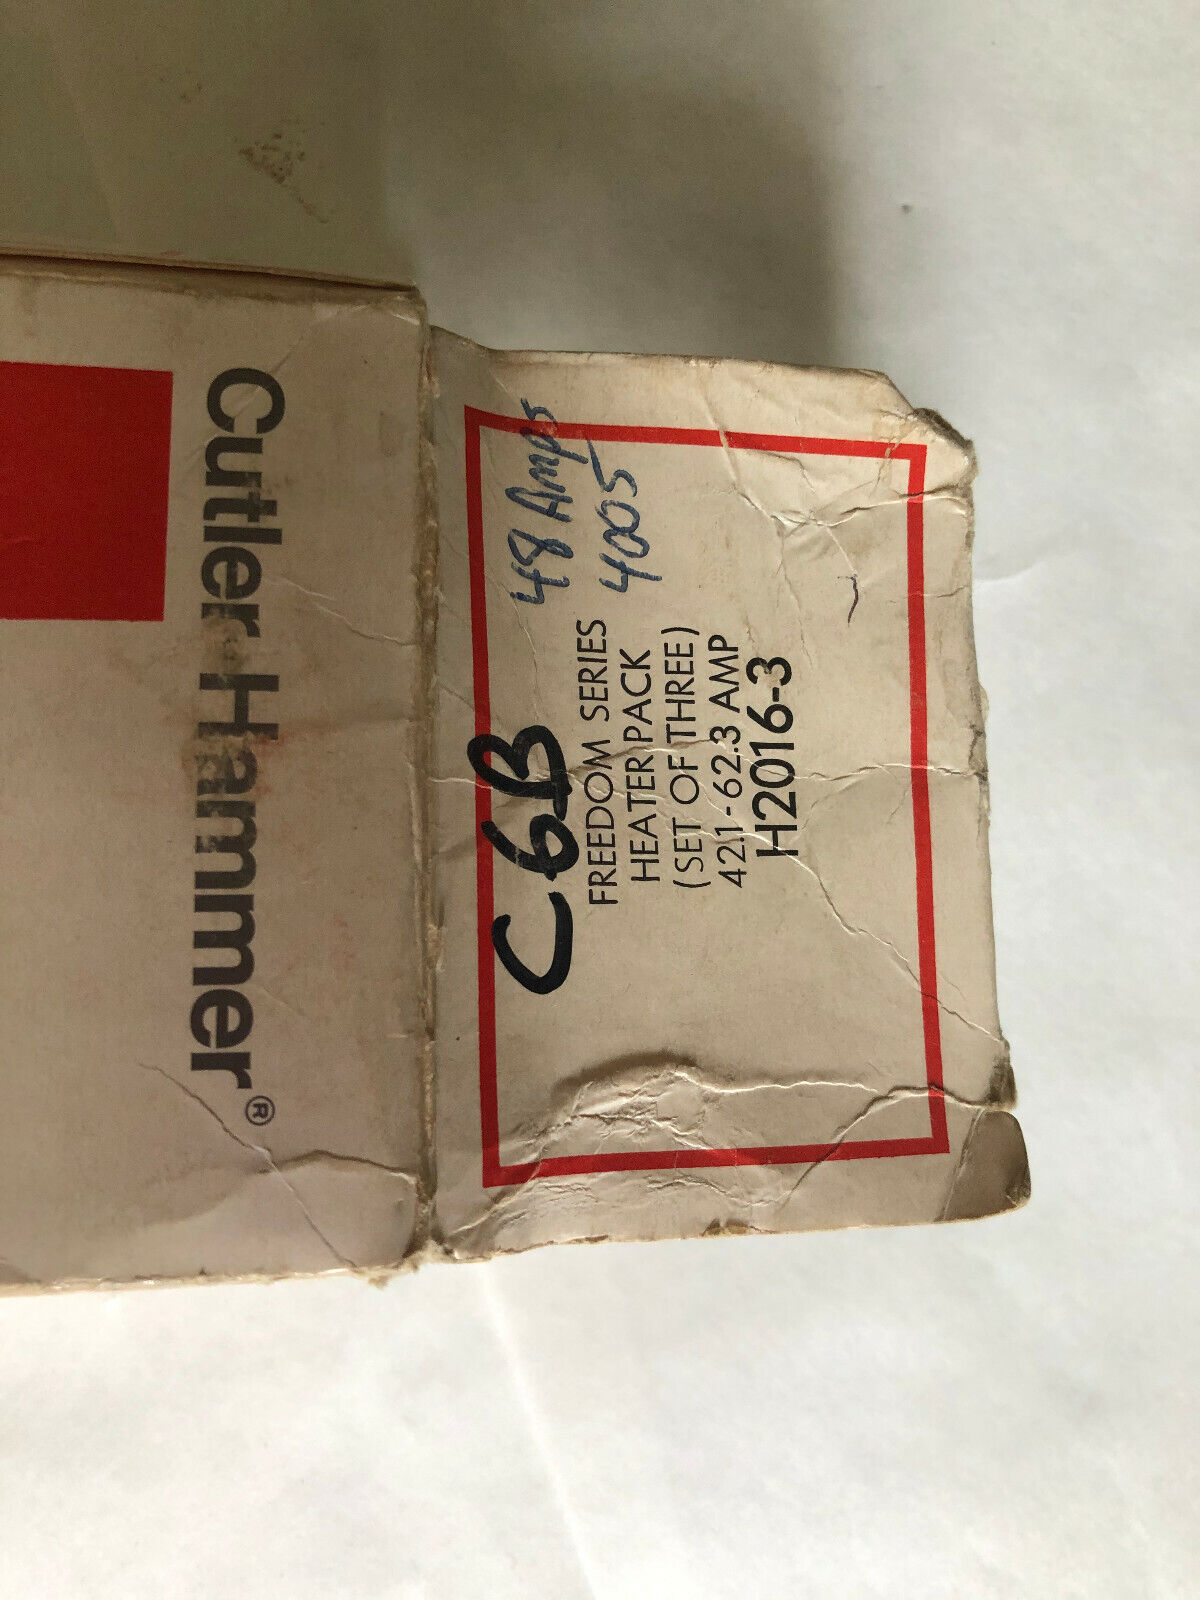 Cutler-Hammer®
48 Amps
4005
C6B
FREEDOM SERIES
HEATER PACK
(SET OF THREE)
42.1 - 62.3 AMP
H2016-3